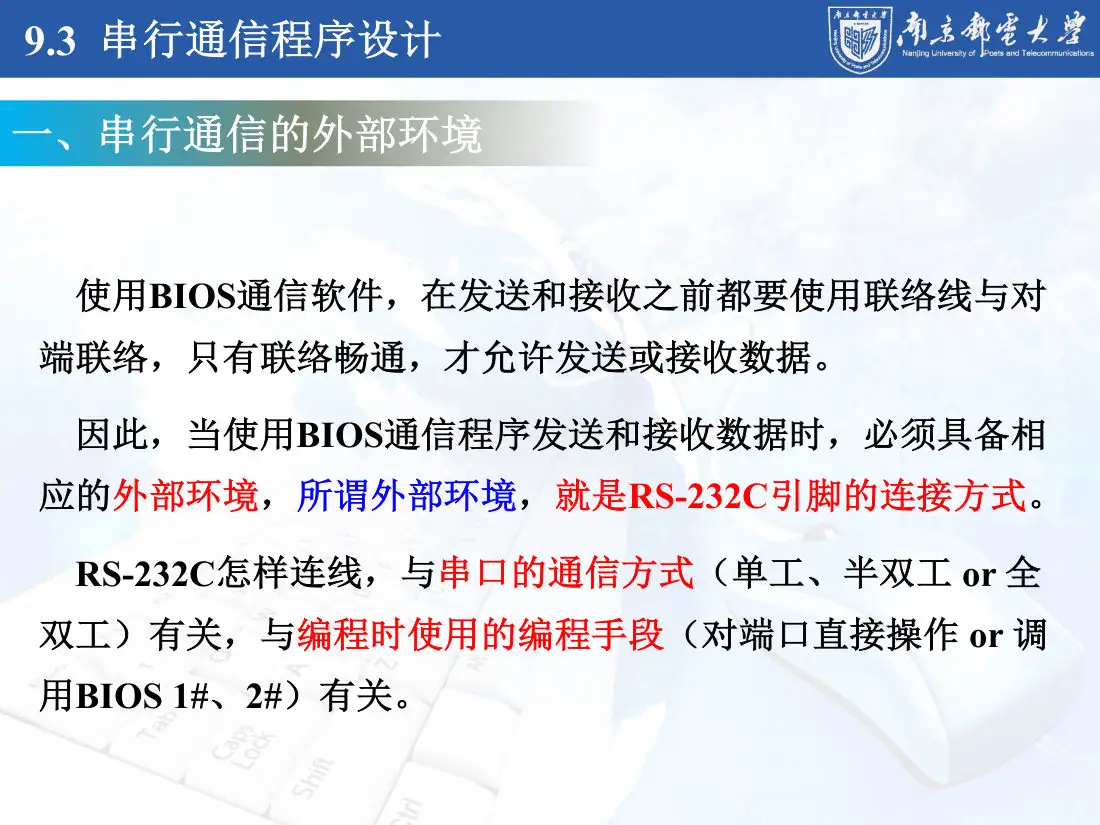 9.3 串行通信程序设计
南京邮电大学
Nanjing University of Posts and Telecommunications
一、串行通信的外部环境
使用BIOS通信软件，在发送和接收之前都要使用联络线与对
端联络，只有联络畅通，才允许发送或接收数据。
因此，当使用BIOS通信程序发送和接收数据时，必须具备相
应的外部环境，所谓外部环境，就是RS-232C引脚的连接方式。
RS-232C怎样连线，与串口的通信方式（单工、半双工 or 全
双工）有关，与编程时使用的编程手段（对端口直接操作 or 调
用BIOS 1#、2#）有关。
Tab
Caps
Lock
Shift
Ctrl
A
Z